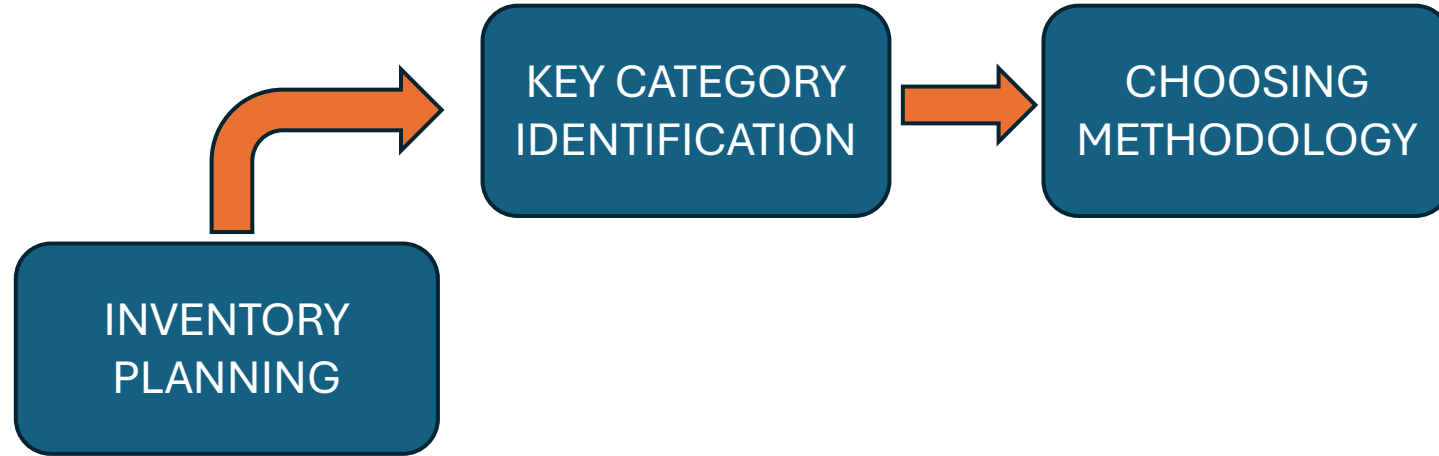 INVENTORY
PLANNING
KEY CATEGORY
IDENTIFICATION
CHOOSING
METHODOLOGY